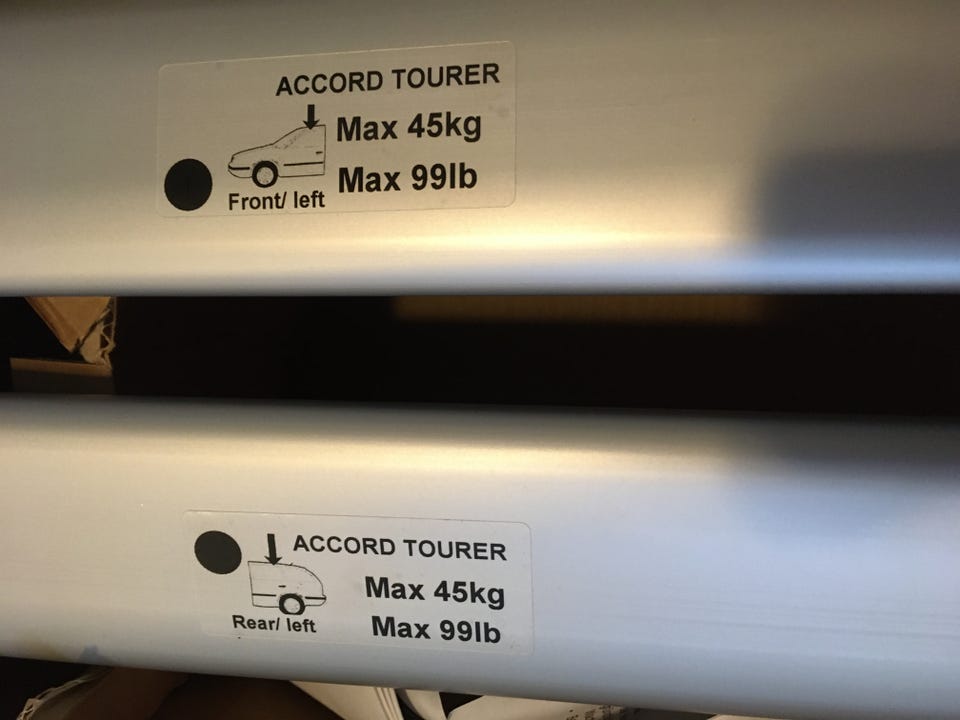 ACCORD TOURER
Max 45kg
Max 99lb
Front/ left
ACCORD TOURER
Max 45kg
Max 99lb
Rear/ left